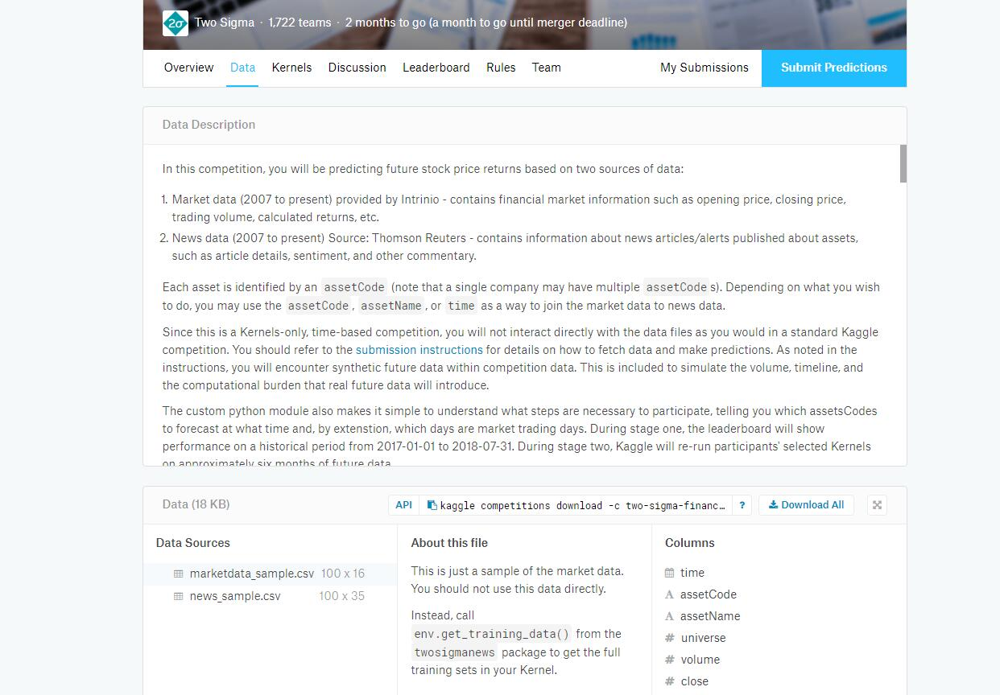 2σ Two Sigma · 1,722 teams · 2 months to go (a month to go until merger deadline)
Overview Data Kernels Discussion Leaderboard Rules Team My Submissions Submit Predictions
Data Description
In this competition, you will be predicting future stock price returns based on two sources of data:
1. Market data (2007 to present) provided by Intrinio - contains financial market information such as opening price, closing price,
trading volume, calculated returns, etc.
2. News data (2007 to present) Source: Thomson Reuters - contains information about news articles/alerts published about assets,
such as article details, sentiment, and other commentary.
Each asset is identified by an assetCode (note that a single company may have multiple assetCode s). Depending on what you wish
to do, you may use the assetCode , assetName , or time as a way to join the market data to news data.
Since this is a Kernels-only, time-based competition, you will not interact directly with the data files as you would in a standard Kaggle
competition. You should refer to the submission instructions for details on how to fetch data and make predictions. As noted in the
instructions, you will encounter synthetic future data within competition data. This is included to simulate the volume, timeline, and
the computational burden that real future data will introduce.
The custom python module also makes it simple to understand what steps are necessary to participate, telling you which assetsCodes
to forecast at what time and, by extenstion, which days are market trading days. During stage one, the leaderboard will show
performance on a historical period from 2017-01-01 to 2018-07-31. During stage two, Kaggle will re-run participants' selected Kernels
on approximately six months of future data
Data (18 KB) API kaggle competitions download -c two-sigma-financ… ? Download All
Data Sources
marketdata_sample.csv 100 x 16
news_sample.csv 100 x 35
About this file
This is just a sample of the market data.
You should not use this data directly.
Instead, call
env.get_training_data() from the
twosigmanews package to get the full
training sets in your Kernel.
Columns
time
A assetCode
A assetName
# universe
# volume
# close